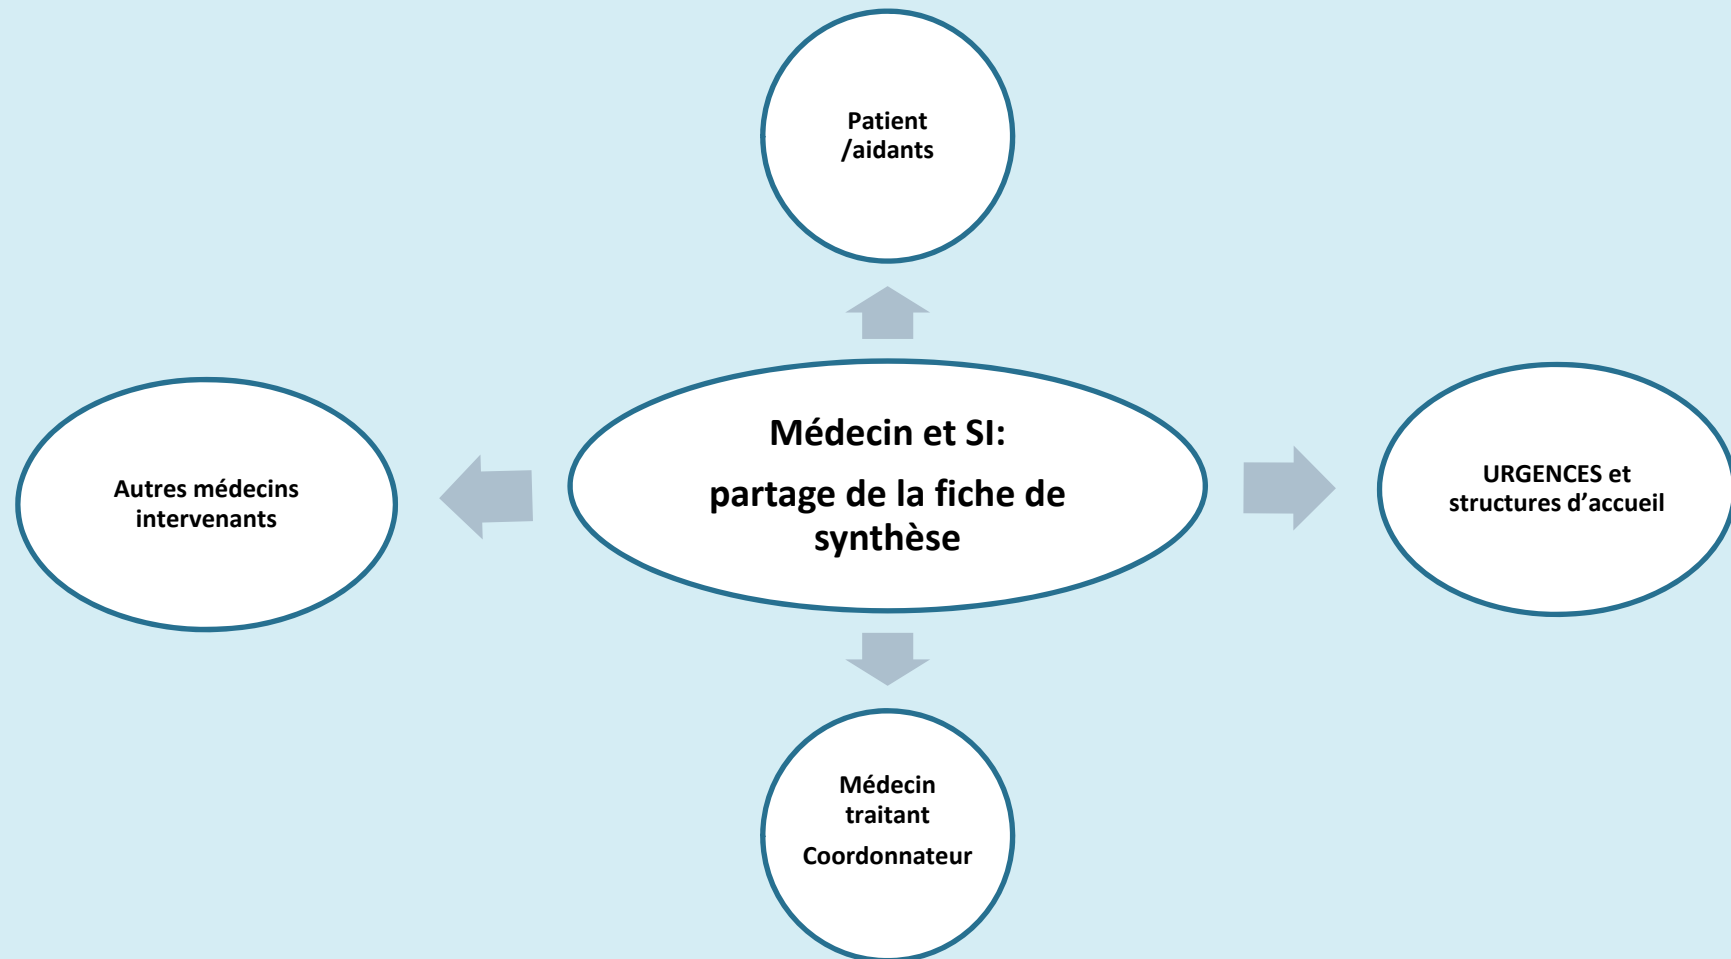 Patient
/aidants
Médecin et SI:
partage de la fiche de
synthèse
Autres médecins
intervenants
URGENCES et
structures d’accueil
Médecin
traitant
Coordonnateur